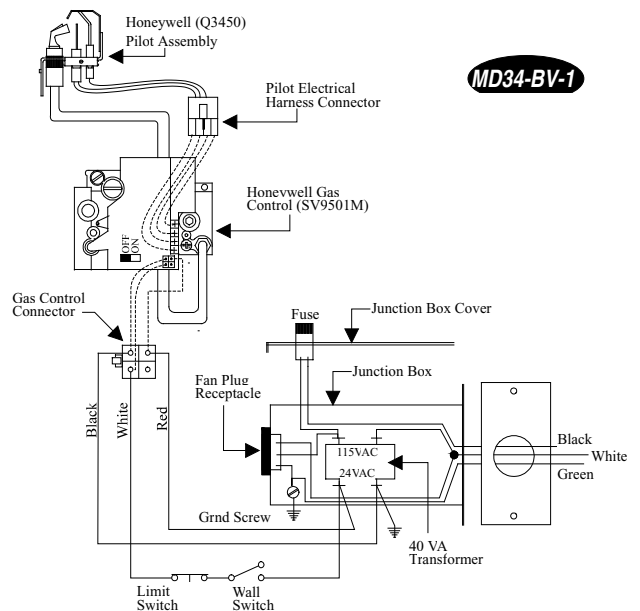 Honeywell (Q3450)
Pilot Assembly
MD34-BV-1
Pilot Electrical
Harness Connector
Honeywell Gas
Control (SV9501M)
OFF
ON
Gas Control
Connector
Fuse
Junction Box Cover
Junction Box
Fan Plug
Receptacle
Black
White
Red
115VAC
24VAC
Black
White
Green
Grnd Screw
40 VA
Transformer
Limit
Switch
Wall
Switch